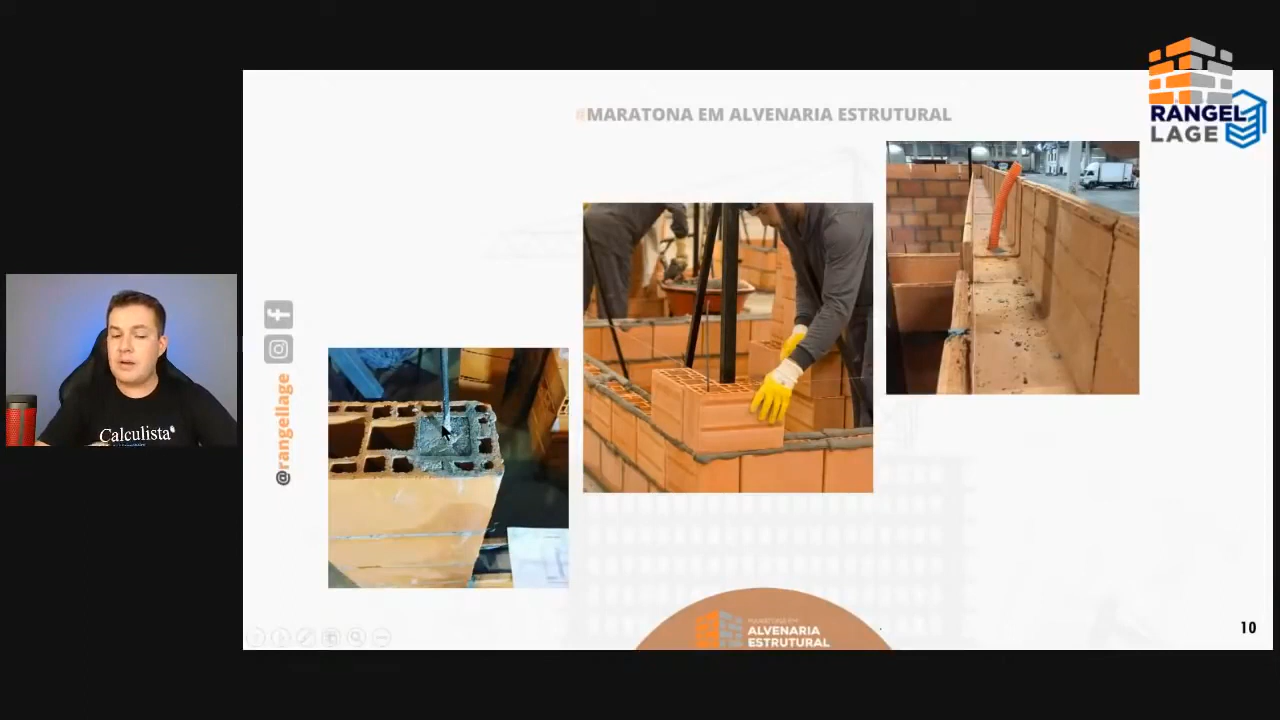 #MARATONA EM ALVENARIA ESTRUTURAL
RANGEL
LAGE
@rangellage
Calculista
MARATONA EM
ALVENARIA
ESTRUTURAL
10